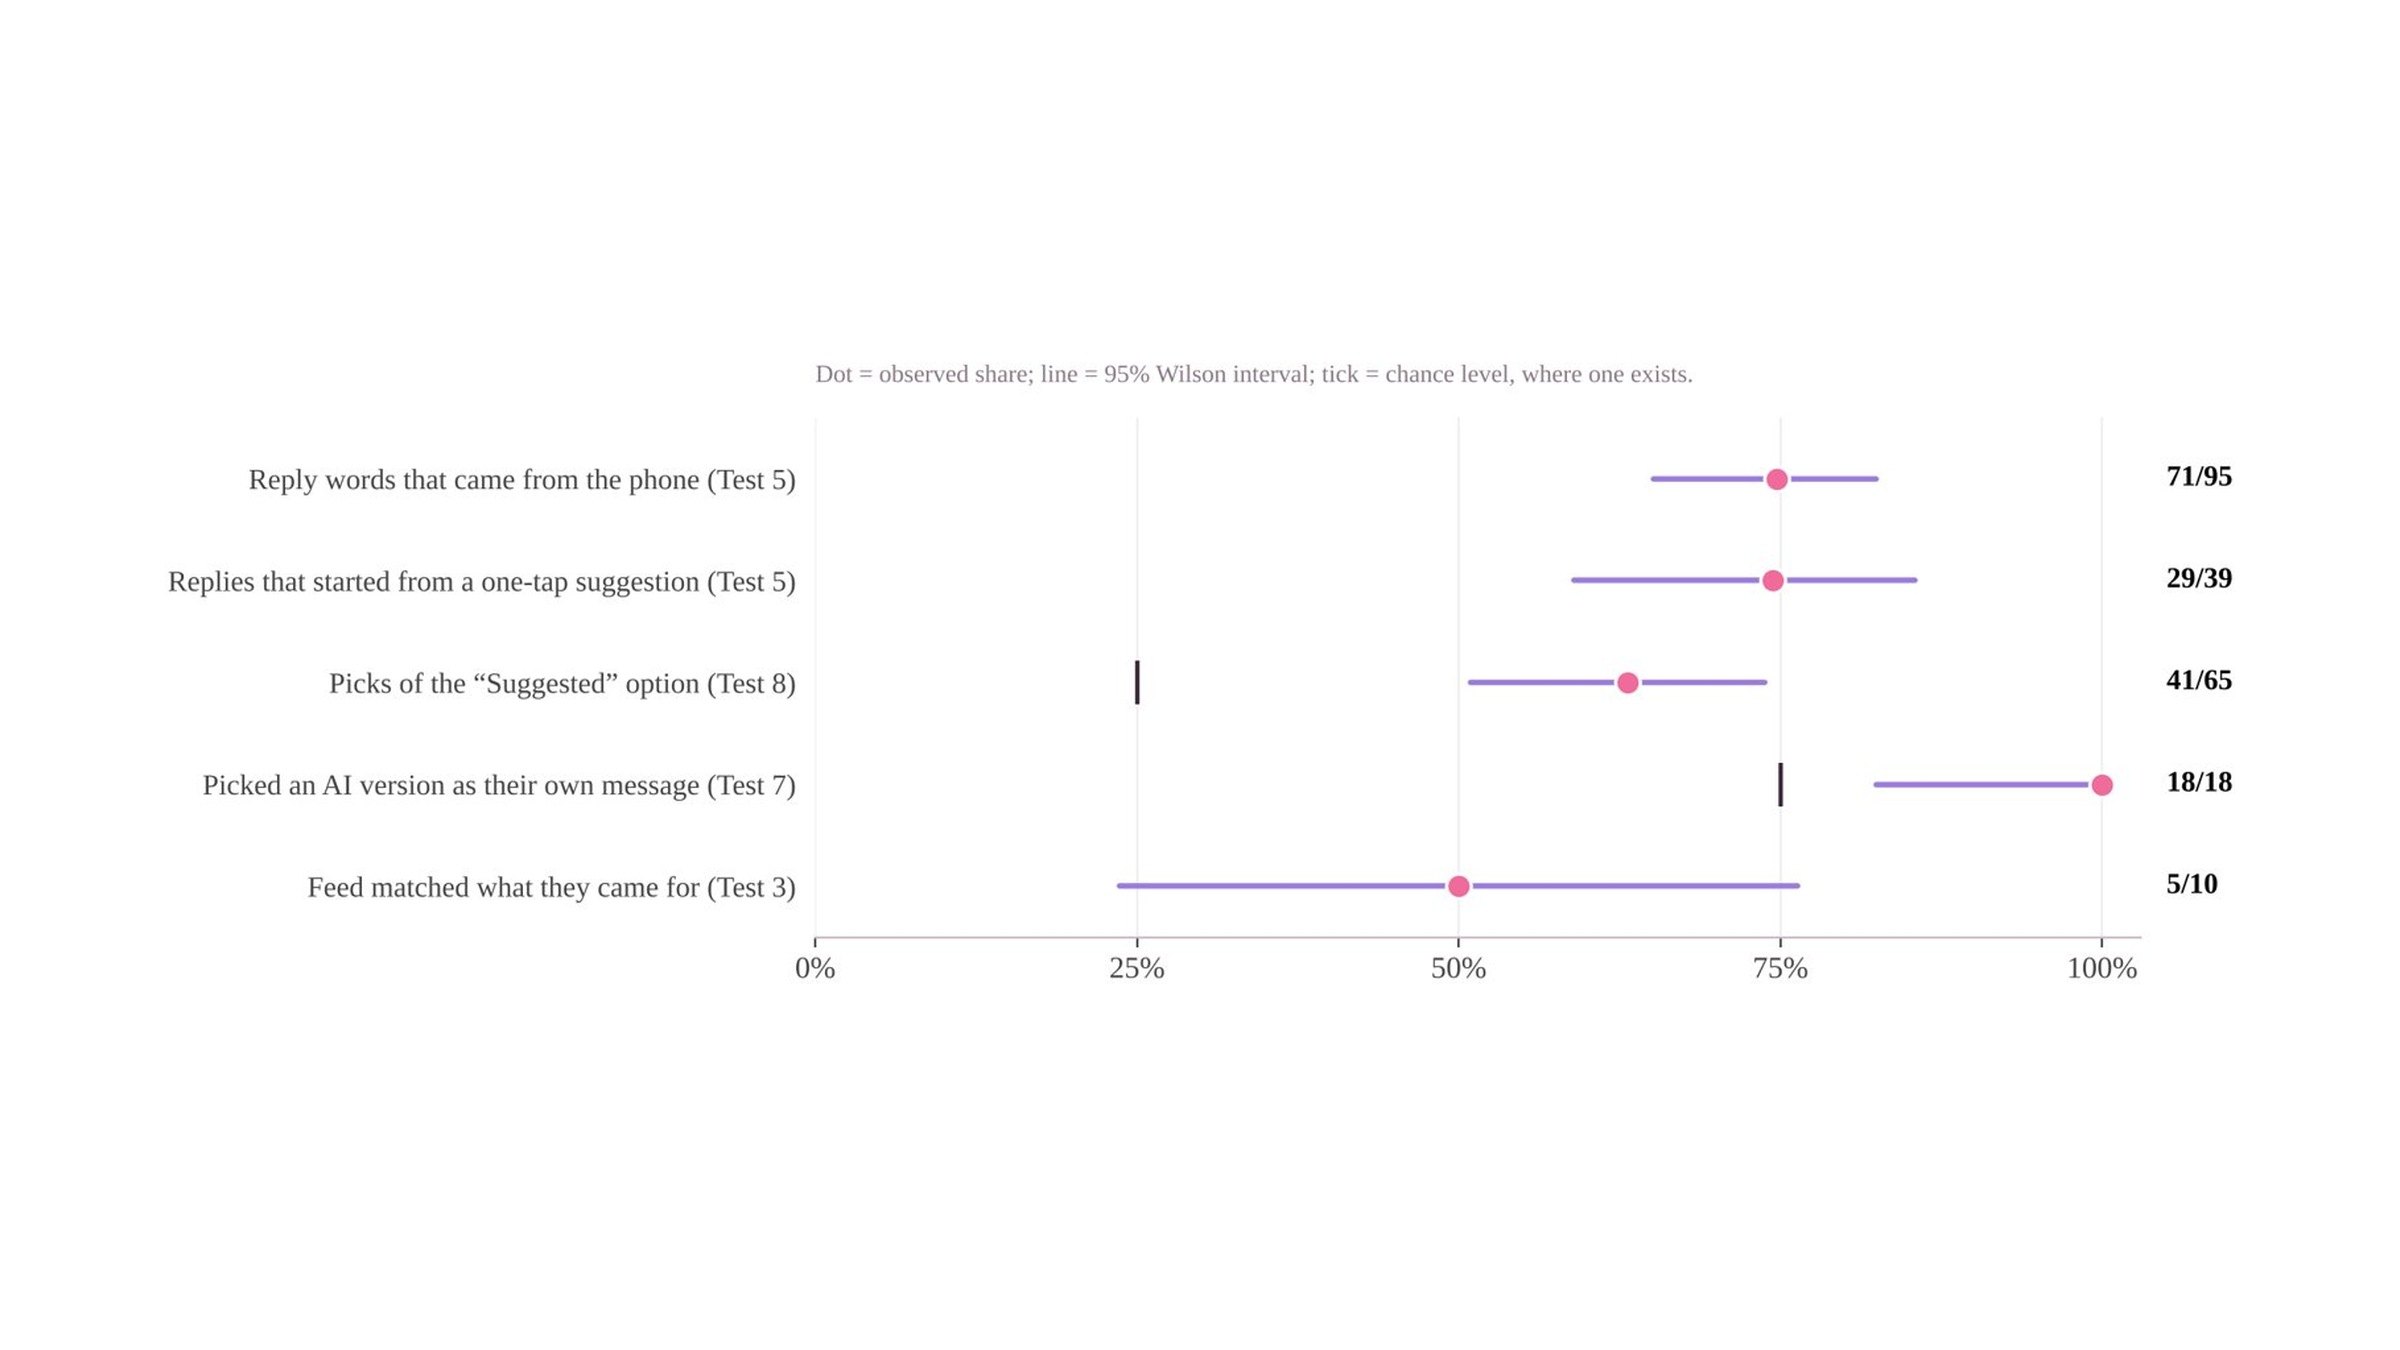 Dot = observed share; line = 95% Wilson interval; tick = chance level, where one exists.
Reply words that came from the phone (Test 5) 71/95
Replies that started from a one-tap suggestion (Test 5) 29/39
Picks of the “Suggested” option (Test 8) 41/65
Picked an AI version as their own message (Test 7) 18/18
Feed matched what they came for (Test 3) 5/10
0% 25% 50% 75% 100%